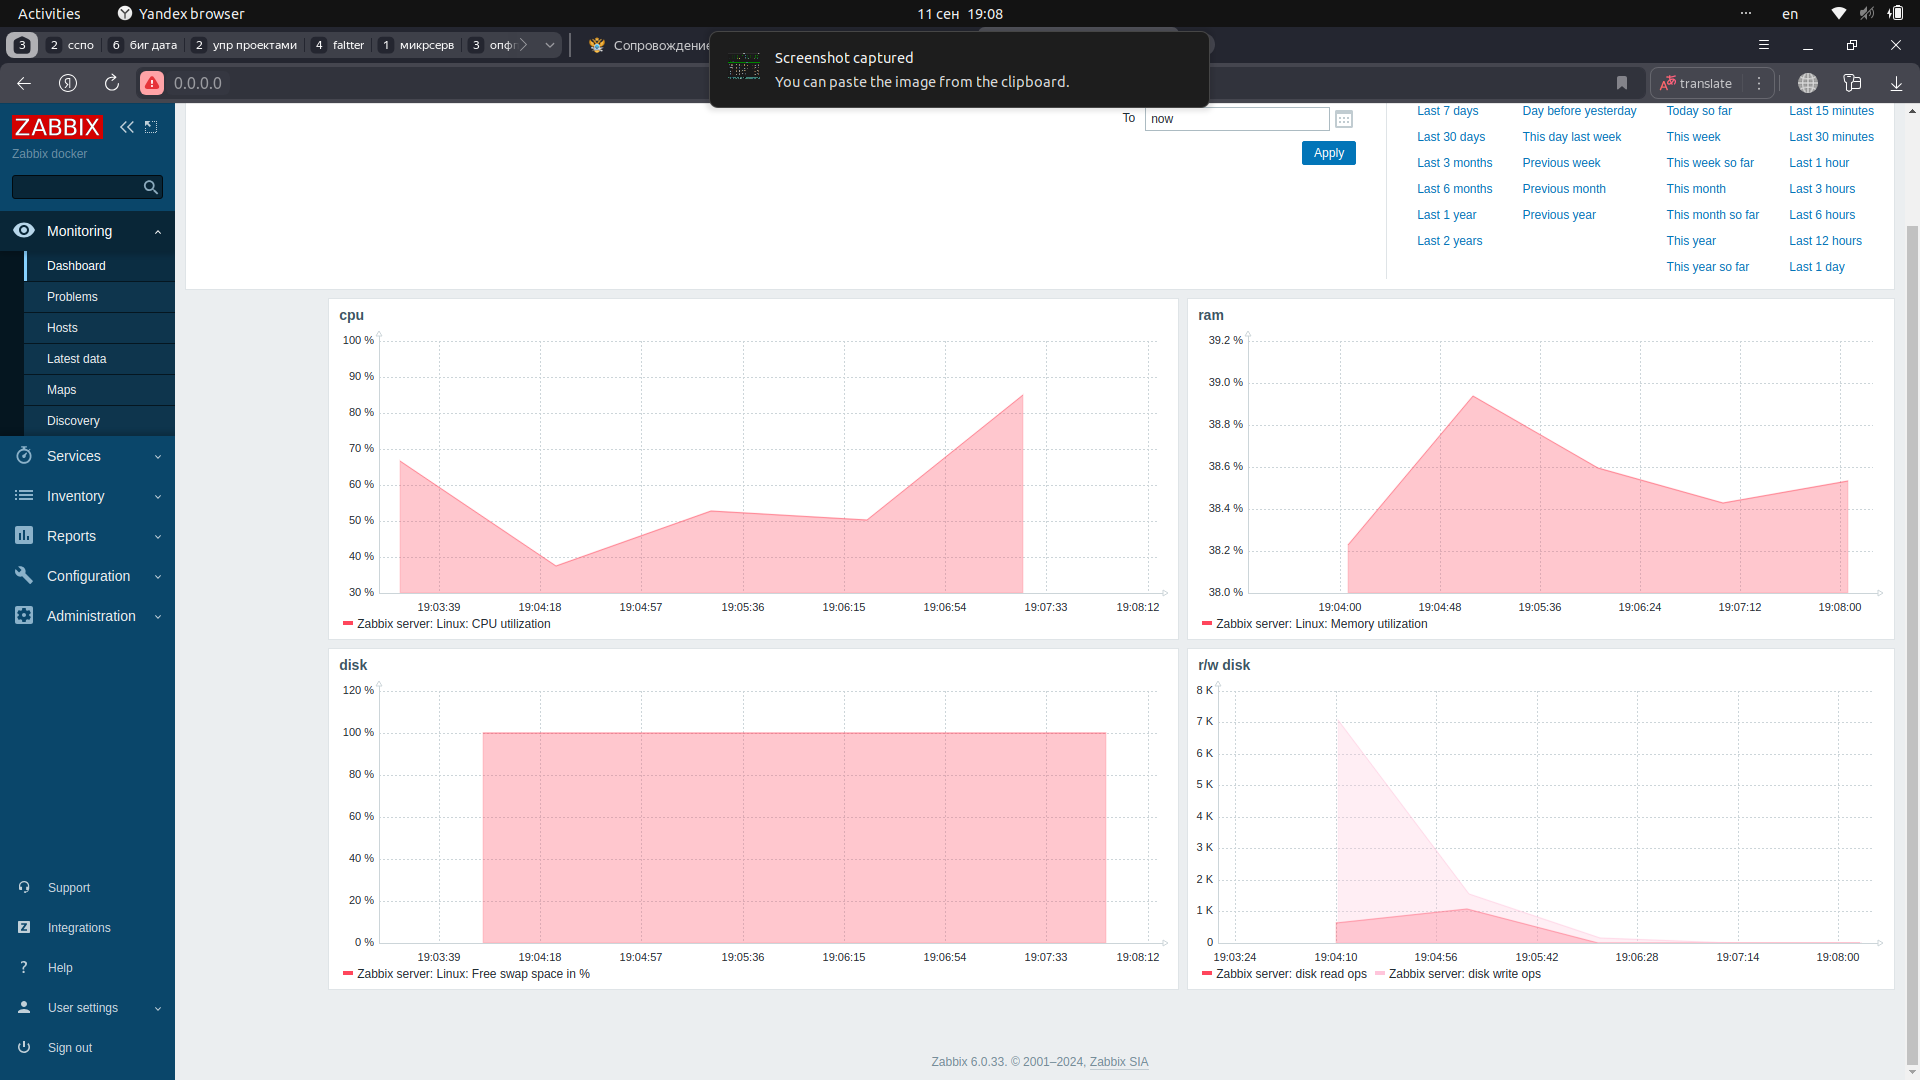 Activities
Yandex browser
11 сен 19:08
en
3
2 сспо
6 биг дата
2 упр проектами
4 faltter
1 микрсерв
3
Сопровождение
Screenshot captured
You can paste the image from the clipboard.
0.0.0.0
translate
ZABBIX
Zabbix docker
Monitoring
Dashboard
Problems
Hosts
Latest data
Maps
Discovery
Services
Inventory
Reports
Configuration
Administration
Support
Integrations
Help
User settings
Sign out
To now
Apply
Last 7 days Day before yesterday Today so far Last 15 minutes
Last 30 days This day last week This week Last 30 minutes
Last 3 months Previous week This week so far Last 1 hour
Last 6 months Previous month This month Last 3 hours
Last 1 year Previous year This month so far Last 6 hours
Last 2 years This year Last 12 hours
This year so far Last 1 day
cpu
100 %
90 %
80 %
70 %
60 %
50 %
40 %
30 %
19:03:39 19:04:18 19:04:57 19:05:36 19:06:15 19:06:54 19:07:33 19:08:12
Zabbix server: Linux: CPU utilization
ram
39.2 %
39.0 %
38.8 %
38.6 %
38.4 %
38.2 %
38.0 %
19:04:00 19:04:48 19:05:36 19:06:24 19:07:12 19:08:00
Zabbix server: Linux: Memory utilization
disk
120 %
100 %
80 %
60 %
40 %
20 %
0 %
19:03:39 19:04:18 19:04:57 19:05:36 19:06:15 19:06:54 19:07:33 19:08:12
Zabbix server: Linux: Free swap space in %
r/w disk
8 K
7 K
6 K
5 K
4 K
3 K
2 K
1 K
0
19:03:24 19:04:10 19:04:56 19:05:42 19:06:28 19:07:14 19:08:00
Zabbix server: disk read ops Zabbix server: disk write ops
Zabbix 6.0.33. © 2001–2024, Zabbix SIA